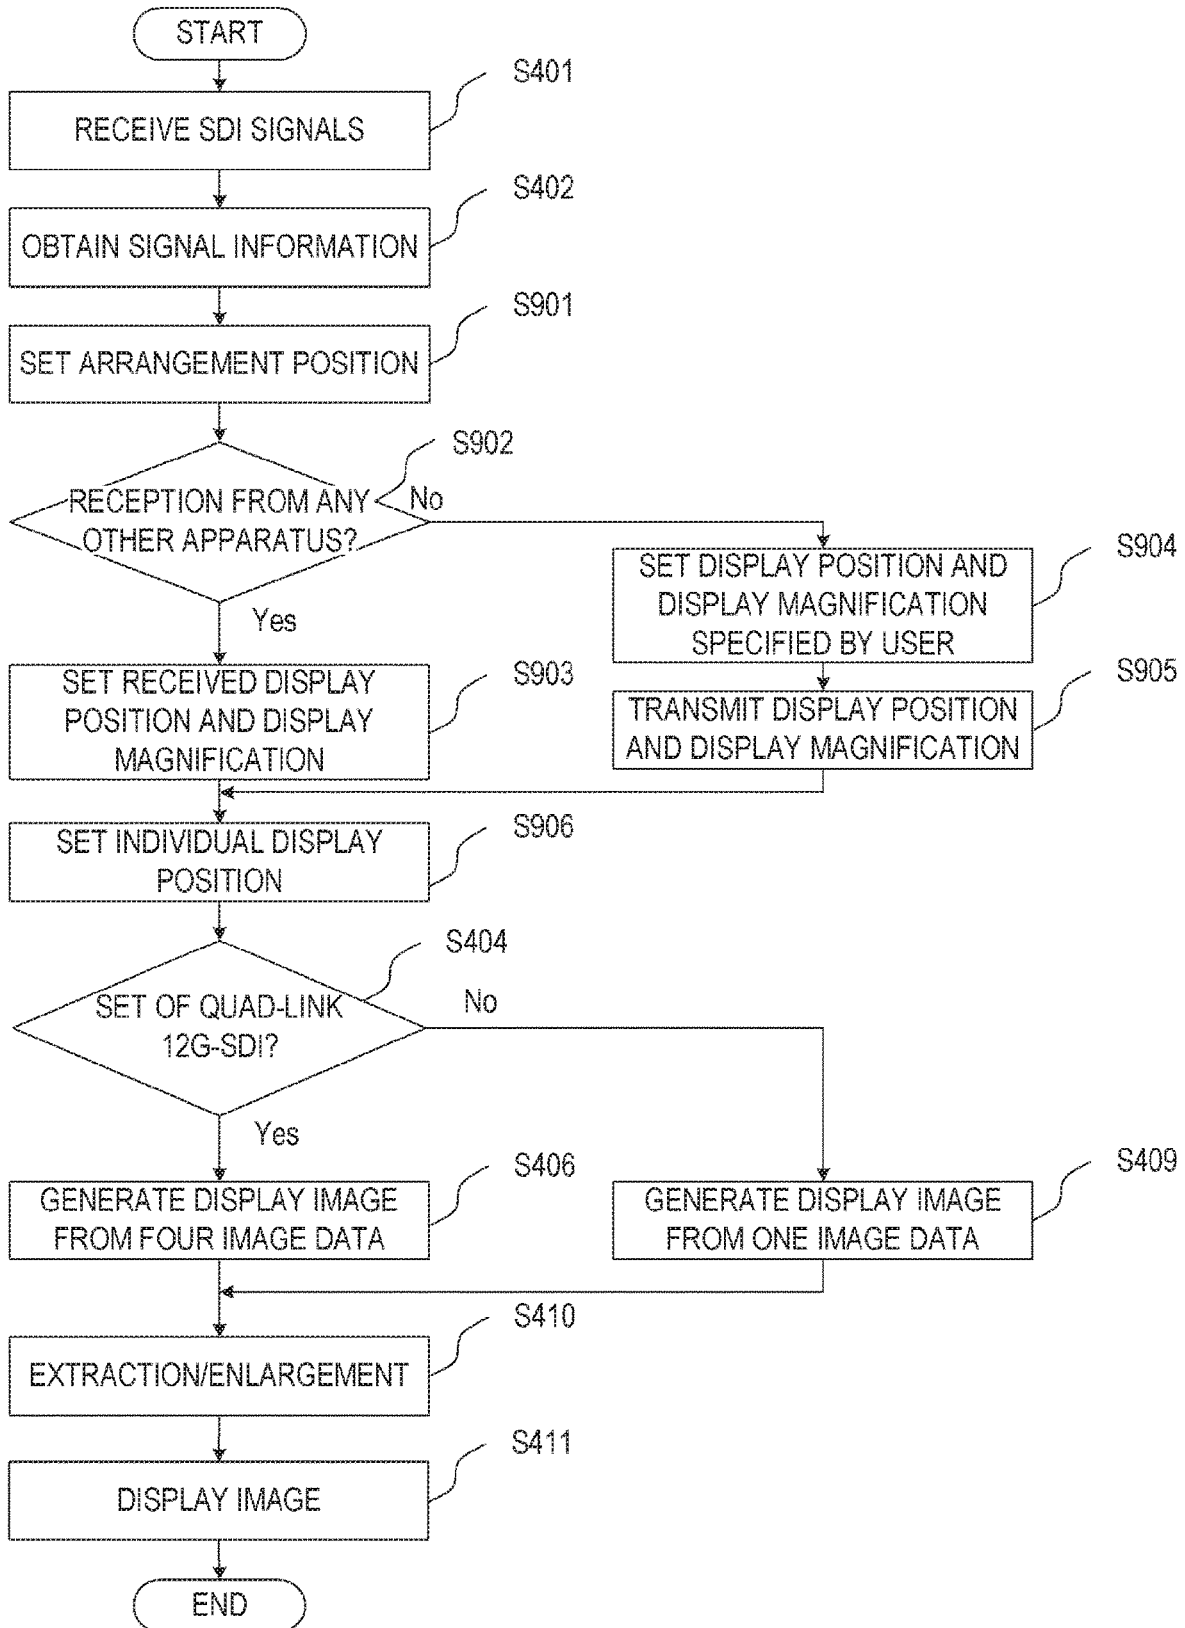 START
S401
RECEIVE SDI SIGNALS
S402
OBTAIN SIGNAL INFORMATION
S901
SET ARRANGEMENT POSITION
S902
RECEPTION FROM ANY
OTHER APPARATUS?
No
Yes
S904
SET DISPLAY POSITION AND
DISPLAY MAGNIFICATION
SPECIFIED BY USER
S903
SET RECEIVED DISPLAY
POSITION AND DISPLAY
MAGNIFICATION
S905
TRANSMIT DISPLAY POSITION
AND DISPLAY MAGNIFICATION
S906
SET INDIVIDUAL DISPLAY
POSITION
S404
SET OF QUAD-LINK
12G-SDI?
No
Yes
S406
GENERATE DISPLAY IMAGE
FROM FOUR IMAGE DATA
S409
GENERATE DISPLAY IMAGE
FROM ONE IMAGE DATA
S410
EXTRACTION/ENLARGEMENT
S411
DISPLAY IMAGE
END